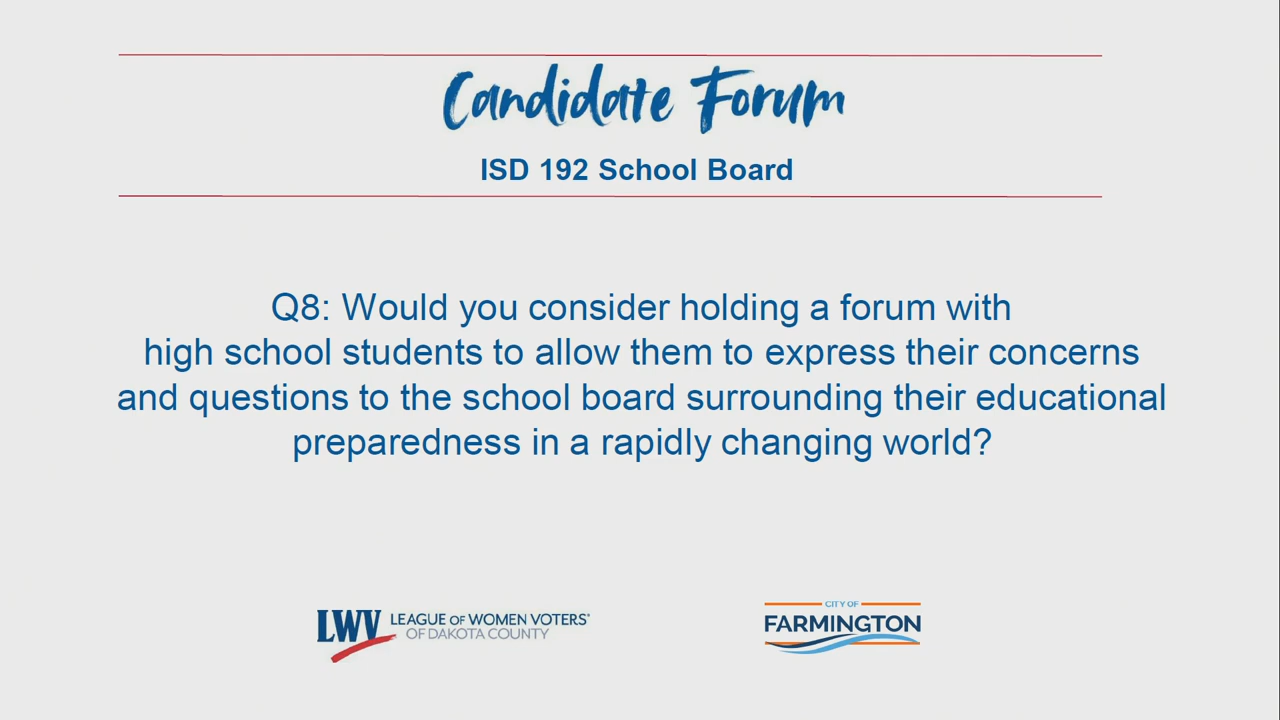 Candidate Forum
ISD 192 School Board
Q8: Would you consider holding a forum with
high school students to allow them to express their concerns
and questions to the school board surrounding their educational
preparedness in a rapidly changing world?
LWV LEAGUE OF WOMEN VOTERS®
OF DAKOTA COUNTY
CITY OF
FARMINGTON